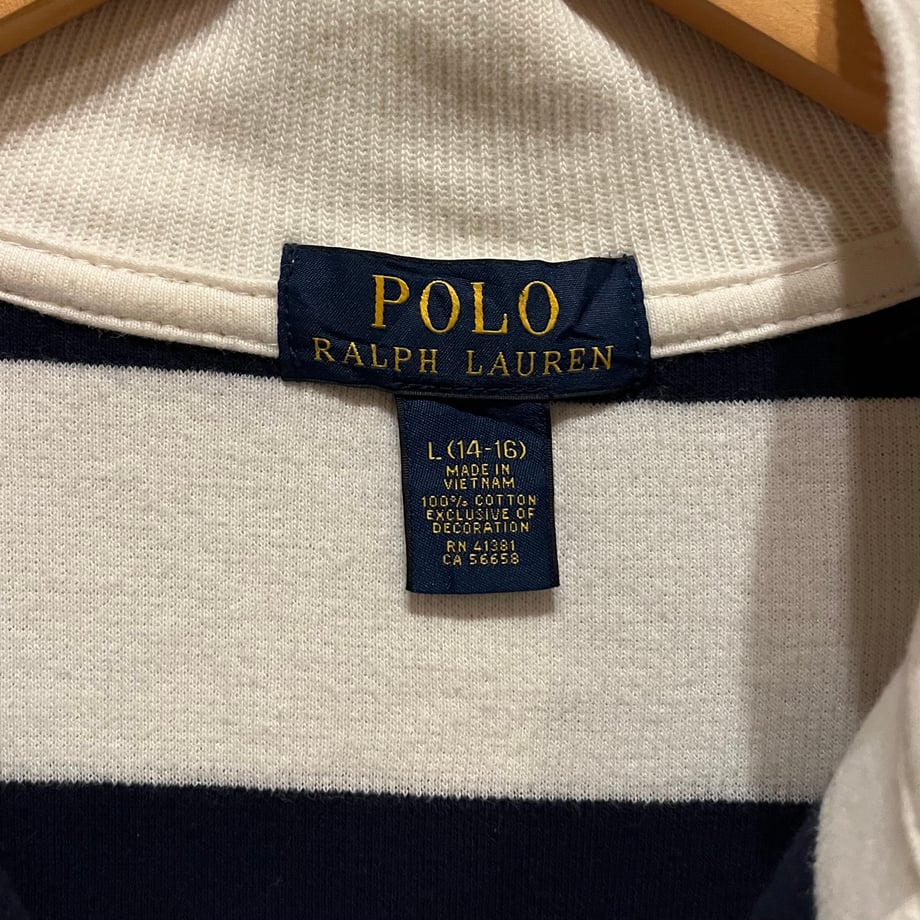 POLO
RALPH LAUREN
L (14-16)
MADE IN
VIETNAM
100% COTTON
EXCLUSIVE OF
DECORATION
RN 41381
CA 56658